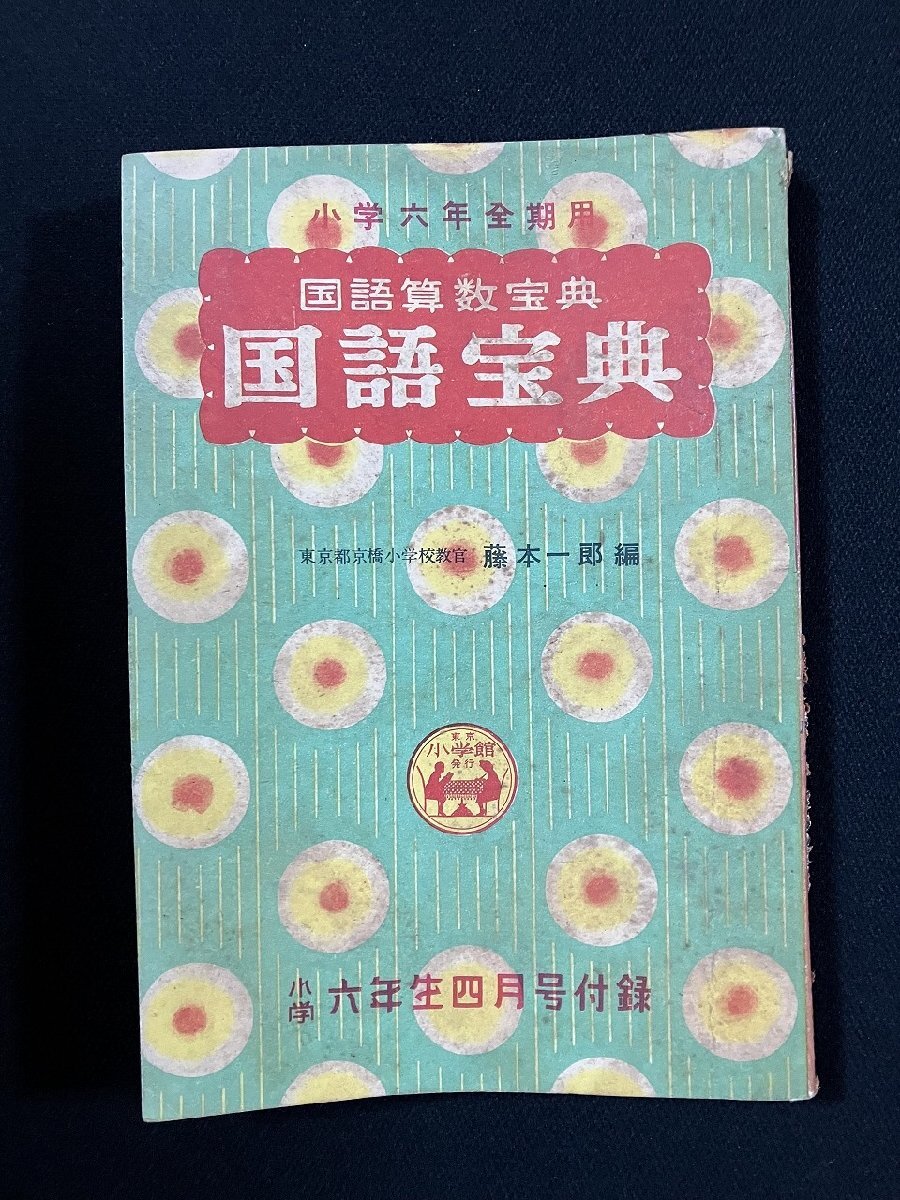 小学六年全期用
国語算数宝典
国語宝典
東京都京橋小学校教官 藤本一郎編
東京
小学館
発行
小学六年生四月号付録